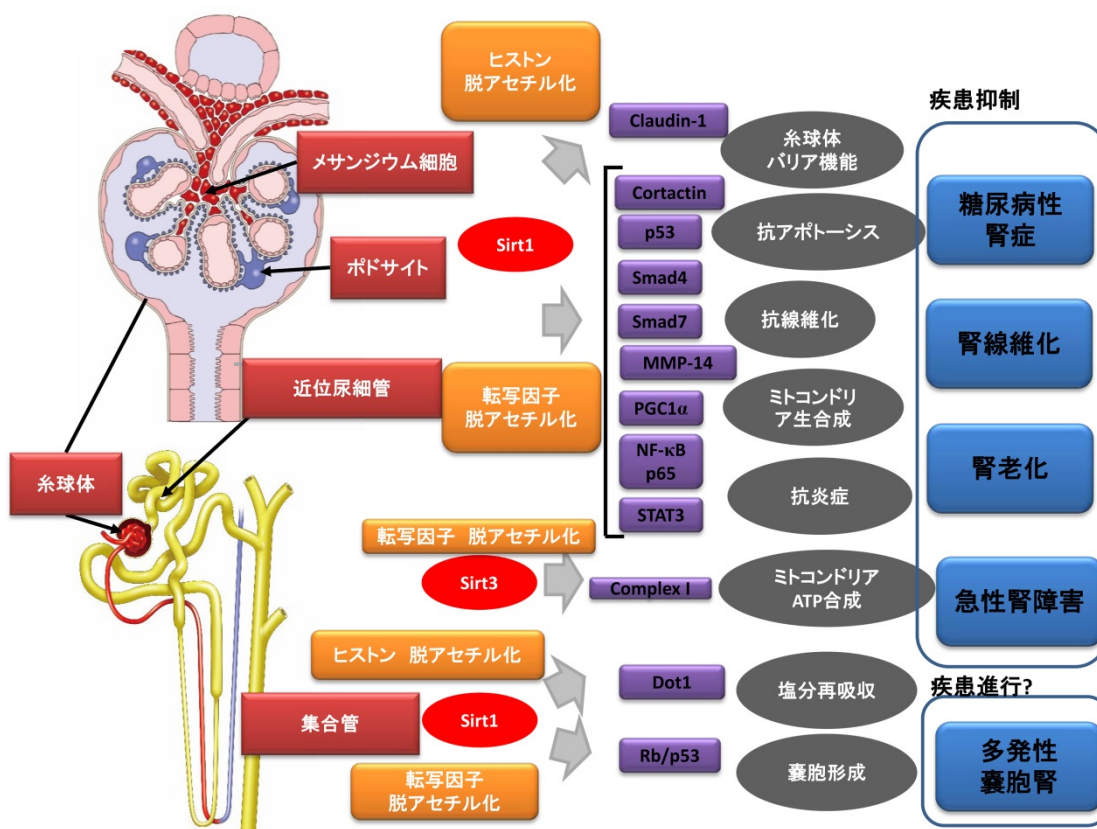 ヒストン
脱アセチル化
疾患抑制
Claudin-1
糸球体
バリア機能
メサンジウム細胞
Cortactin
糖尿病性
腎症
p53
抗アポトーシス
Sirt1
ポドサイト
Smad4
Smad7
抗線維化
腎線維化
MMP-14
近位尿細管
転写因子
脱アセチル化
PGC1α
ミトコンドリ
ア生合成
NF-κB
p65
腎老化
糸球体
抗炎症
STAT3
転写因子 脱アセチル化
Sirt3
Complex I
ミトコンドリア
ATP合成
急性腎障害
ヒストン 脱アセチル化
Dot1
塩分再吸収
疾患進行?
集合管
Sirt1
Rb/p53
嚢胞形成
多発性
嚢胞腎
転写因子
脱アセチル化